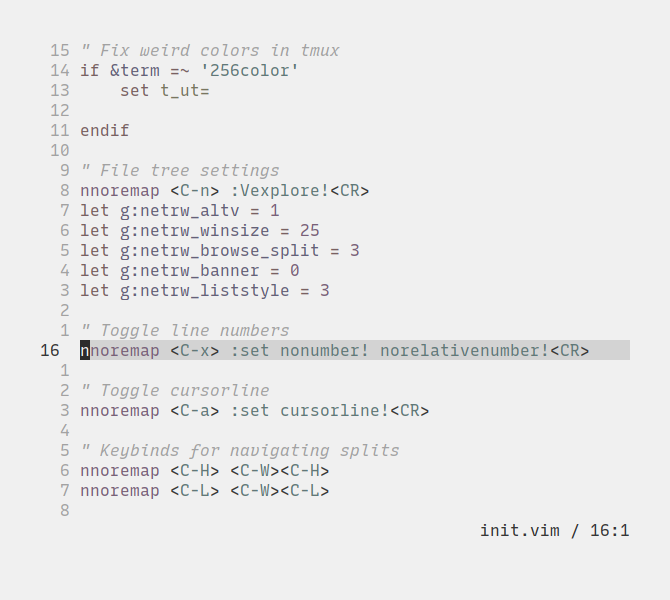 15 " Fix weird colors in tmux
14 if &term =~ '256color'
13     set t_ut=
12
11 endif
10
9 " File tree settings
8 nnoremap <C-n> :Vexplore!<CR>
7 let g:netrw_altv = 1
6 let g:netrw_winsize = 25
5 let g:netrw_browse_split = 3
4 let g:netrw_banner = 0
3 let g:netrw_liststyle = 3
2
1 " Toggle line numbers
16 nnoremap <C-x> :set nonumber! norelativenumber!<CR>
1
2 " Toggle cursorline
3 nnoremap <C-a> :set cursorline!<CR>
4
5 " Keybinds for navigating splits
6 nnoremap <C-H> <C-W><C-H>
7 nnoremap <C-L> <C-W><C-L>
8
init.vim / 16:1